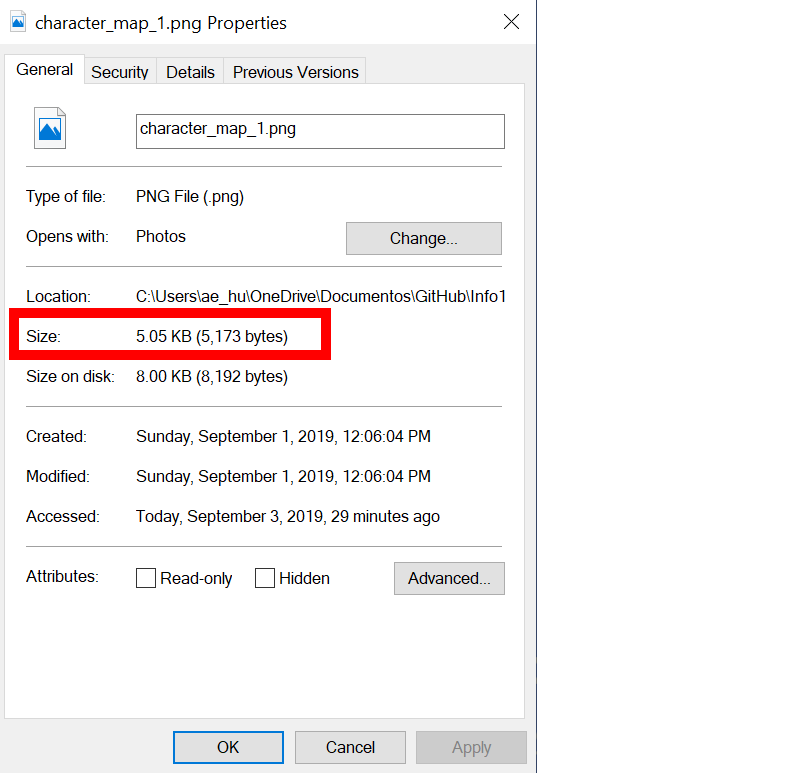 character_map_1.png Properties
General Security Details Previous Versions
character_map_1.png
Type of file: PNG File (.png)
Opens with: Photos Change...
Location: C:\Users\ae_hu\OneDrive\Documentos\GitHub\Info1
Size: 5.05 KB (5,173 bytes)
Size on disk: 8.00 KB (8,192 bytes)
Created: Sunday, September 1, 2019, 12:06:04 PM
Modified: Sunday, September 1, 2019, 12:06:04 PM
Accessed: Today, September 3, 2019, 29 minutes ago
Attributes: Read-only Hidden Advanced...
OK Cancel Apply